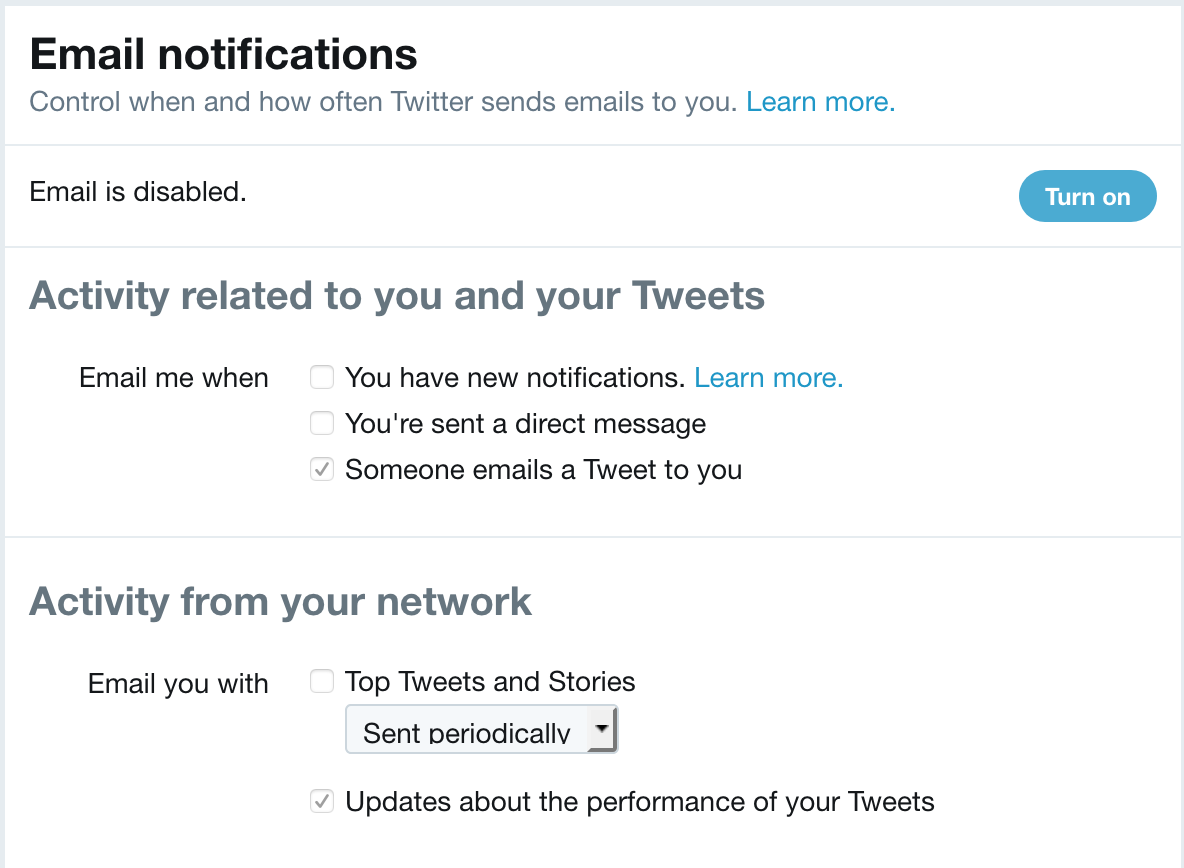 Email notifications
Control when and how often Twitter sends emails to you. Learn more.
Email is disabled.
Turn on
Activity related to you and your Tweets
Email me when
You have new notifications. Learn more.
You're sent a direct message
Someone emails a Tweet to you
Activity from your network
Email you with
Top Tweets and Stories
Sent periodically
Updates about the performance of your Tweets